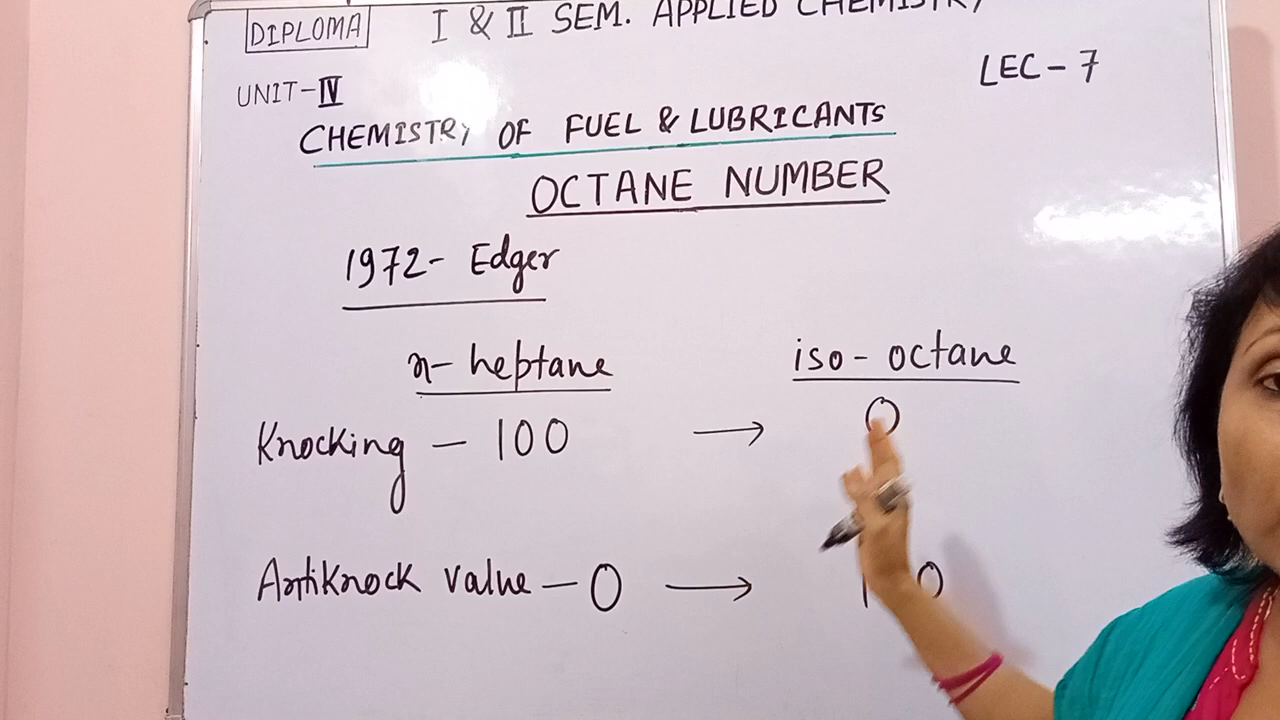 DIPLOMA I & II SEM. APPLIED CHEMISTRY
LEC-7
UNIT-IV
CHEMISTRY OF FUEL & LUBRICANTS
OCTANE NUMBER
1972- Edger
n-heptane iso-octane
Knocking - 100 → 0
Antiknock value - 0 →